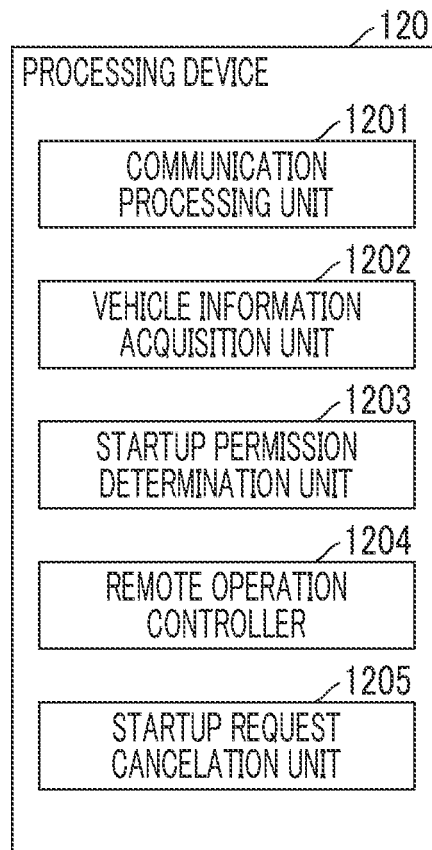 120
PROCESSING DEVICE
1201
COMMUNICATION
PROCESSING UNIT
1202
VEHICLE INFORMATION
ACQUISITION UNIT
1203
STARTUP PERMISSION
DETERMINATION UNIT
1204
REMOTE OPERATION
CONTROLLER
1205
STARTUP REQUEST
CANCELATION UNIT